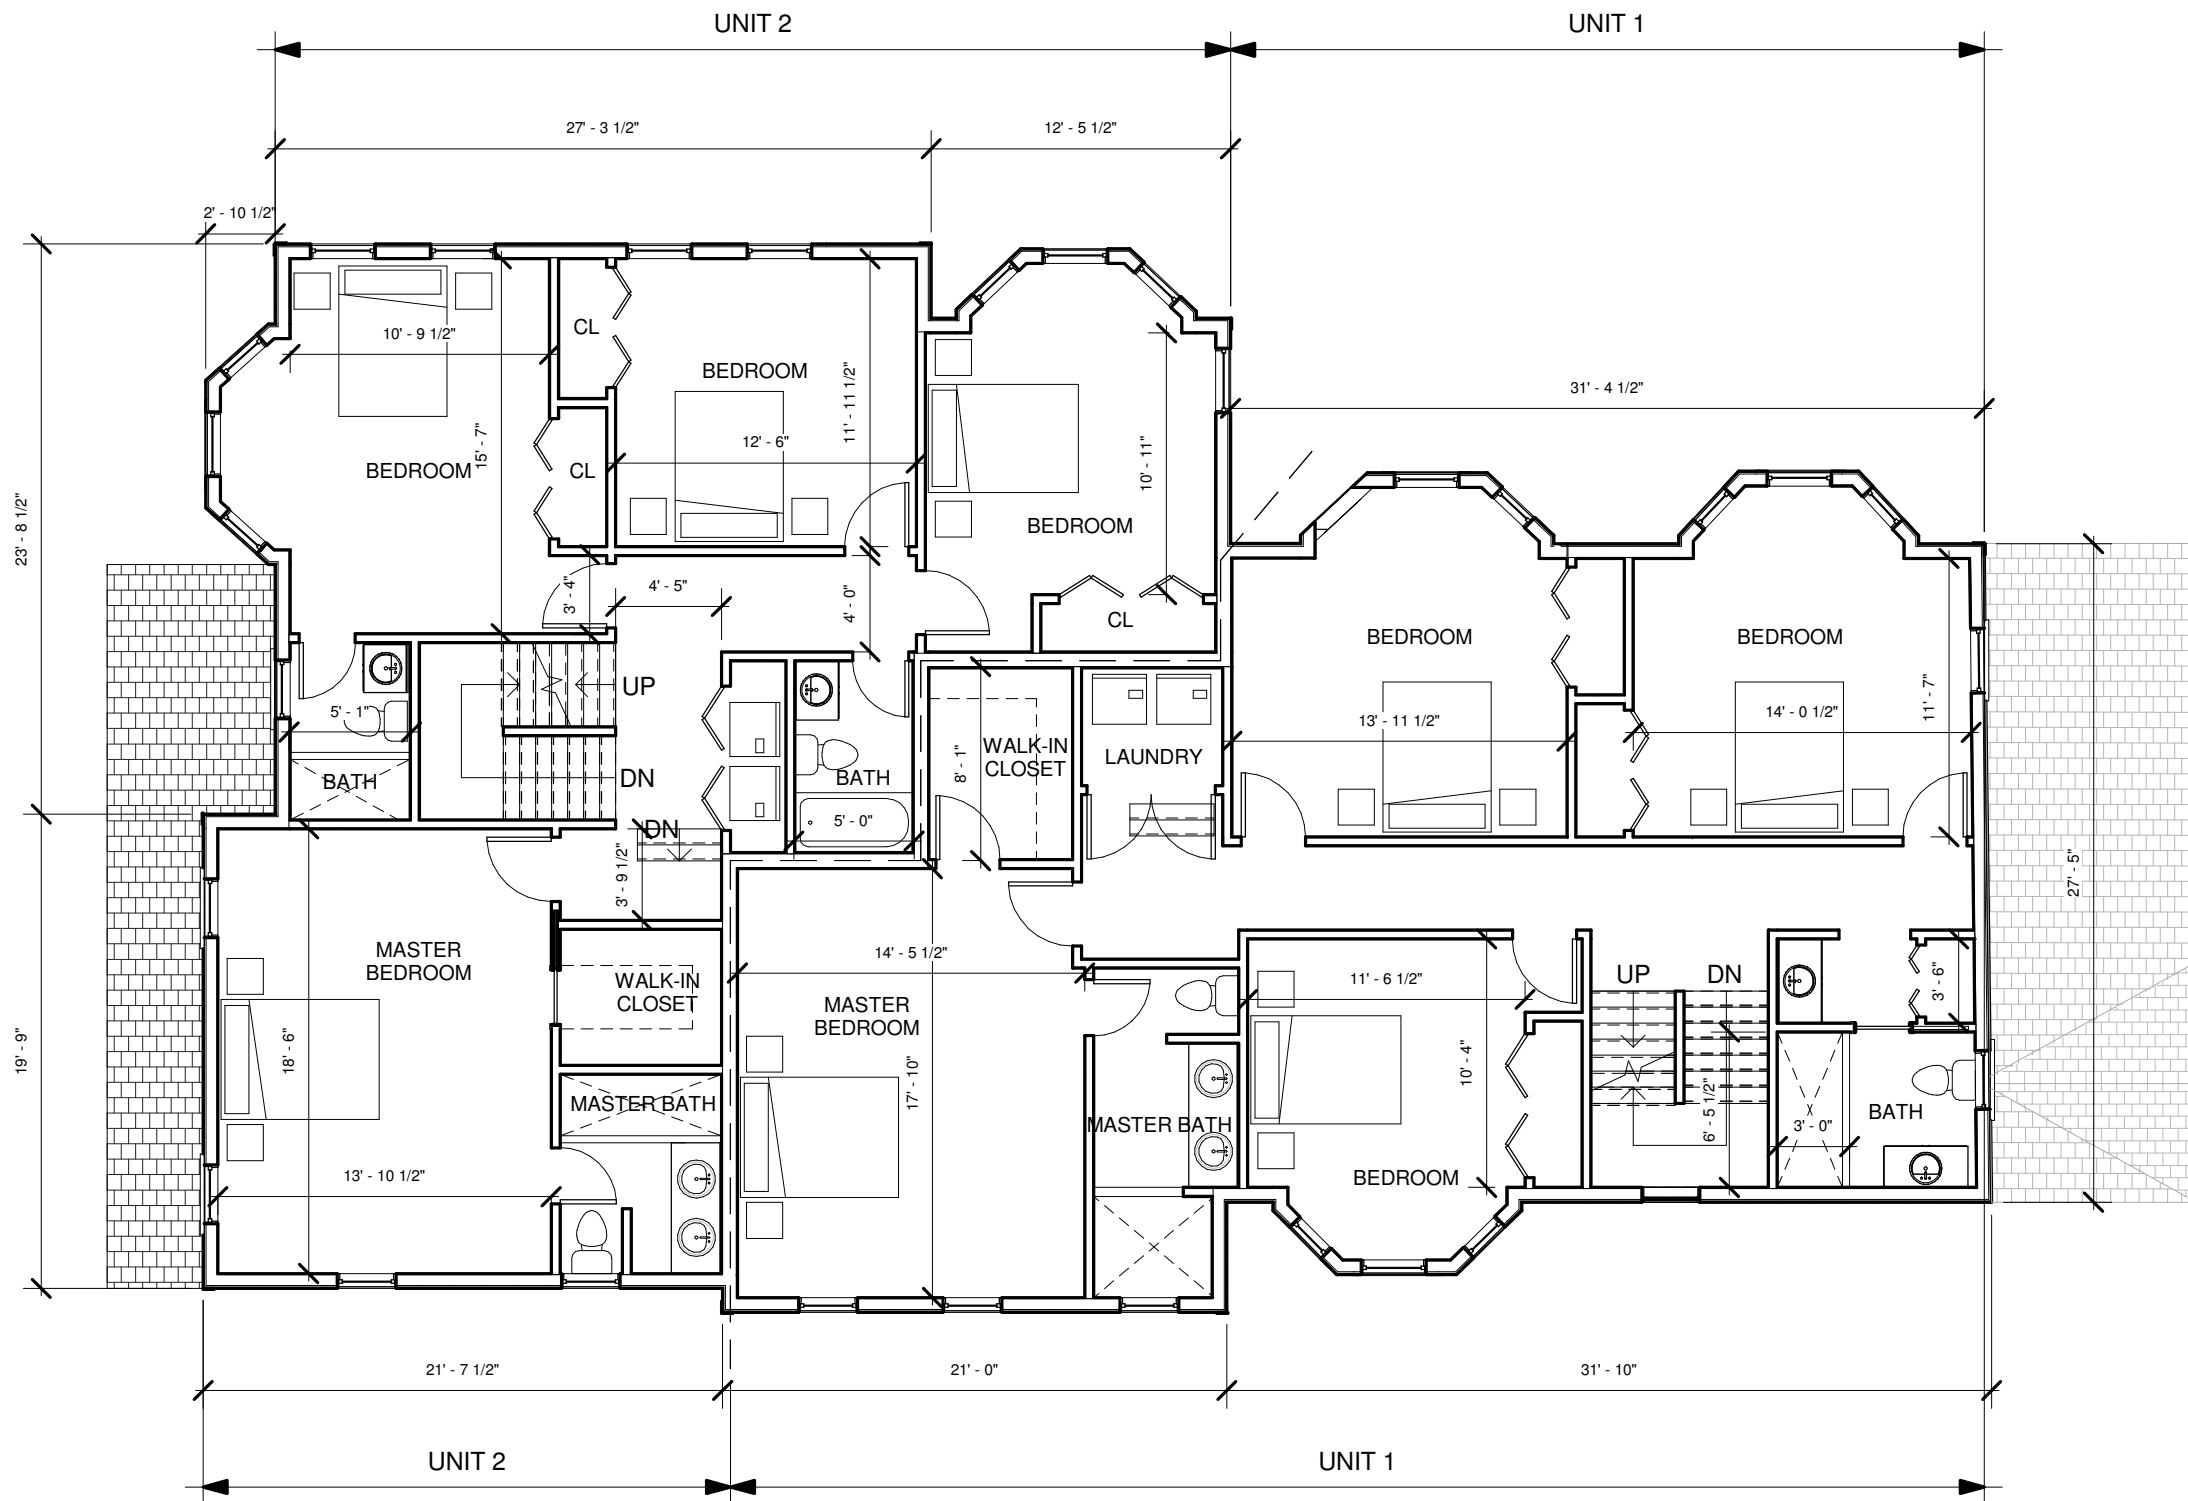 UNIT 2
UNIT 1
27' - 3 1/2"
12' - 5 1/2"
2' - 10 1/2"
10' - 9 1/2"
CL
BEDROOM
11' - 11 1/2"
31' - 4 1/2"
12' - 6"
15' - 7"
BEDROOM
CL
10' - 11"
BEDROOM
23' - 8 1/2"
3' - 4"
4' - 5"
4' - 0"
CL
BEDROOM
BEDROOM
UP
5' - 1"
13' - 11 1/2"
14' - 0 1/2"
11' - 7"
WALK-IN
CLOSET
8' - 1"
LAUNDRY
BATH
DN
BATH
5' - 0"
DN
3' - 9 1/2"
27' - 5"
MASTER
BEDROOM
14' - 5 1/2"
WALK-IN
CLOSET
11' - 6 1/2"
UP
DN
3' - 6"
MASTER
BEDROOM
19' - 9"
18' - 6"
17' - 10"
10' - 4"
MASTER BATH
MASTER BATH
6' - 5 1/2"
3' - 0"
BATH
13' - 10 1/2"
BEDROOM
21' - 7 1/2"
21' - 0"
31' - 10"
UNIT 2
UNIT 1